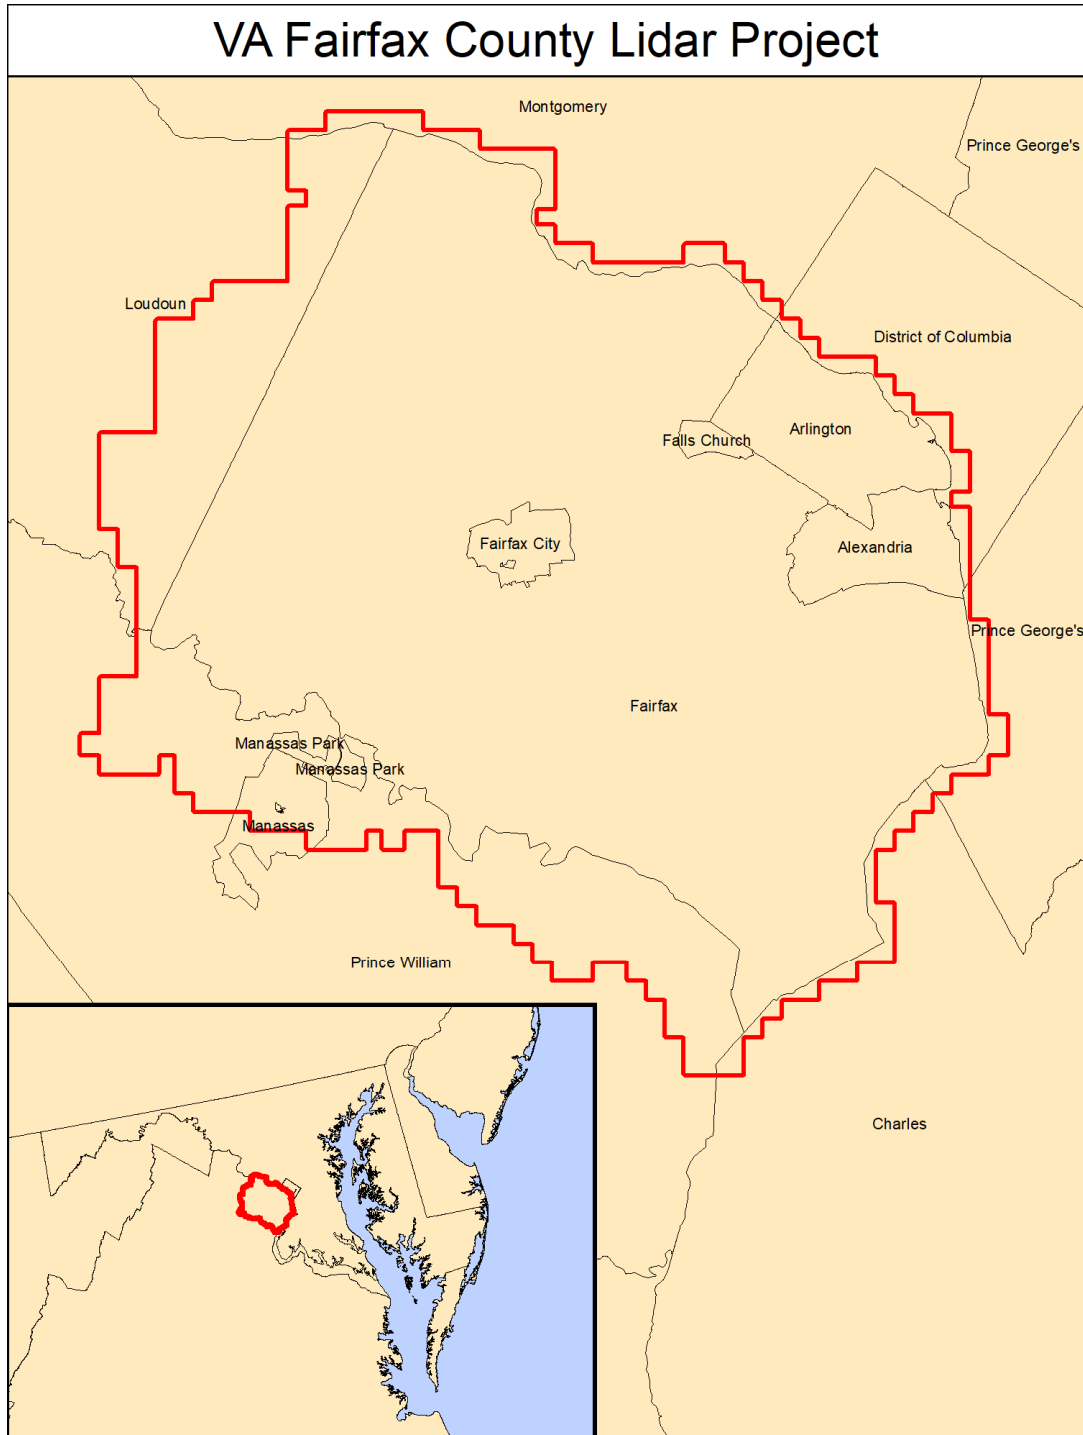 VA Fairfax County Lidar Project
Montgomery
Prince George's
Loudoun
District of Columbia
Arlington
Falls Church
Fairfax City
Alexandria
Prince George's
Fairfax
Manassas Park
Manassas Park
Manassas
Prince William
Charles